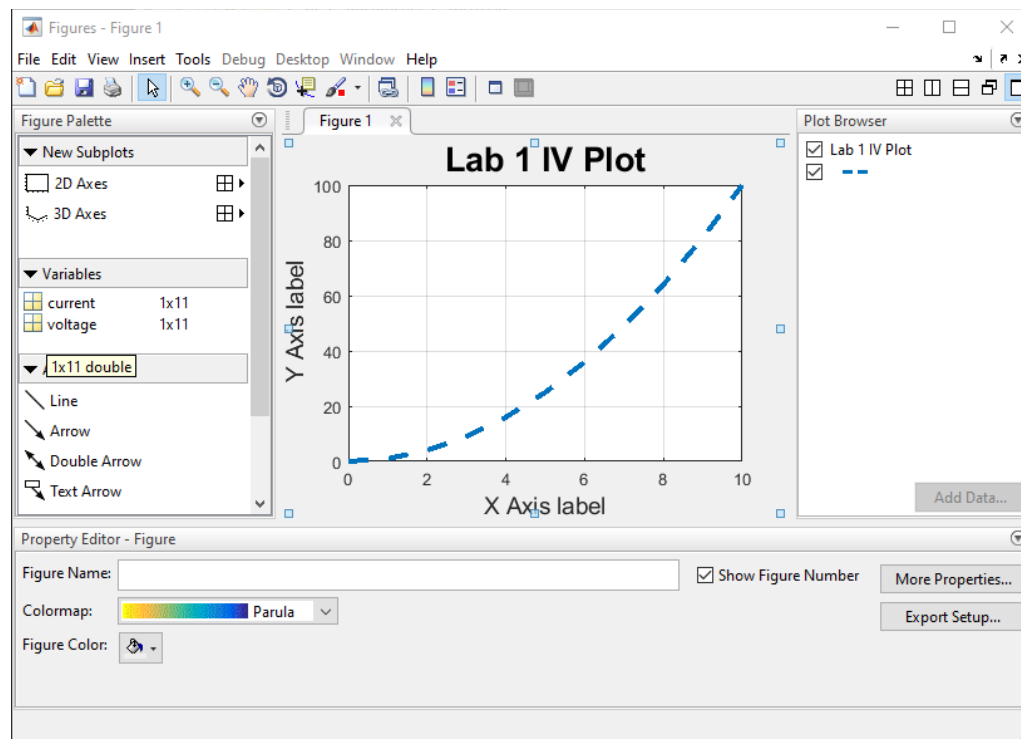 Figures - Figure 1
File Edit View Insert Tools Debug Desktop Window Help
Figure Palette
New Subplots
2D Axes
3D Axes
Variables
current 1x11
voltage 1x11
1x11 double
Line
Arrow
Double Arrow
Text Arrow
Figure 1
Lab 1 IV Plot
Y Axis label
100
80
60
40
20
0
0 2 4 6 8 10
X Axis label
Plot Browser
Lab 1 IV Plot
Add Data...
Property Editor - Figure
Figure Name:
Show Figure Number
More Properties...
Colormap: Parula
Export Setup...
Figure Color: